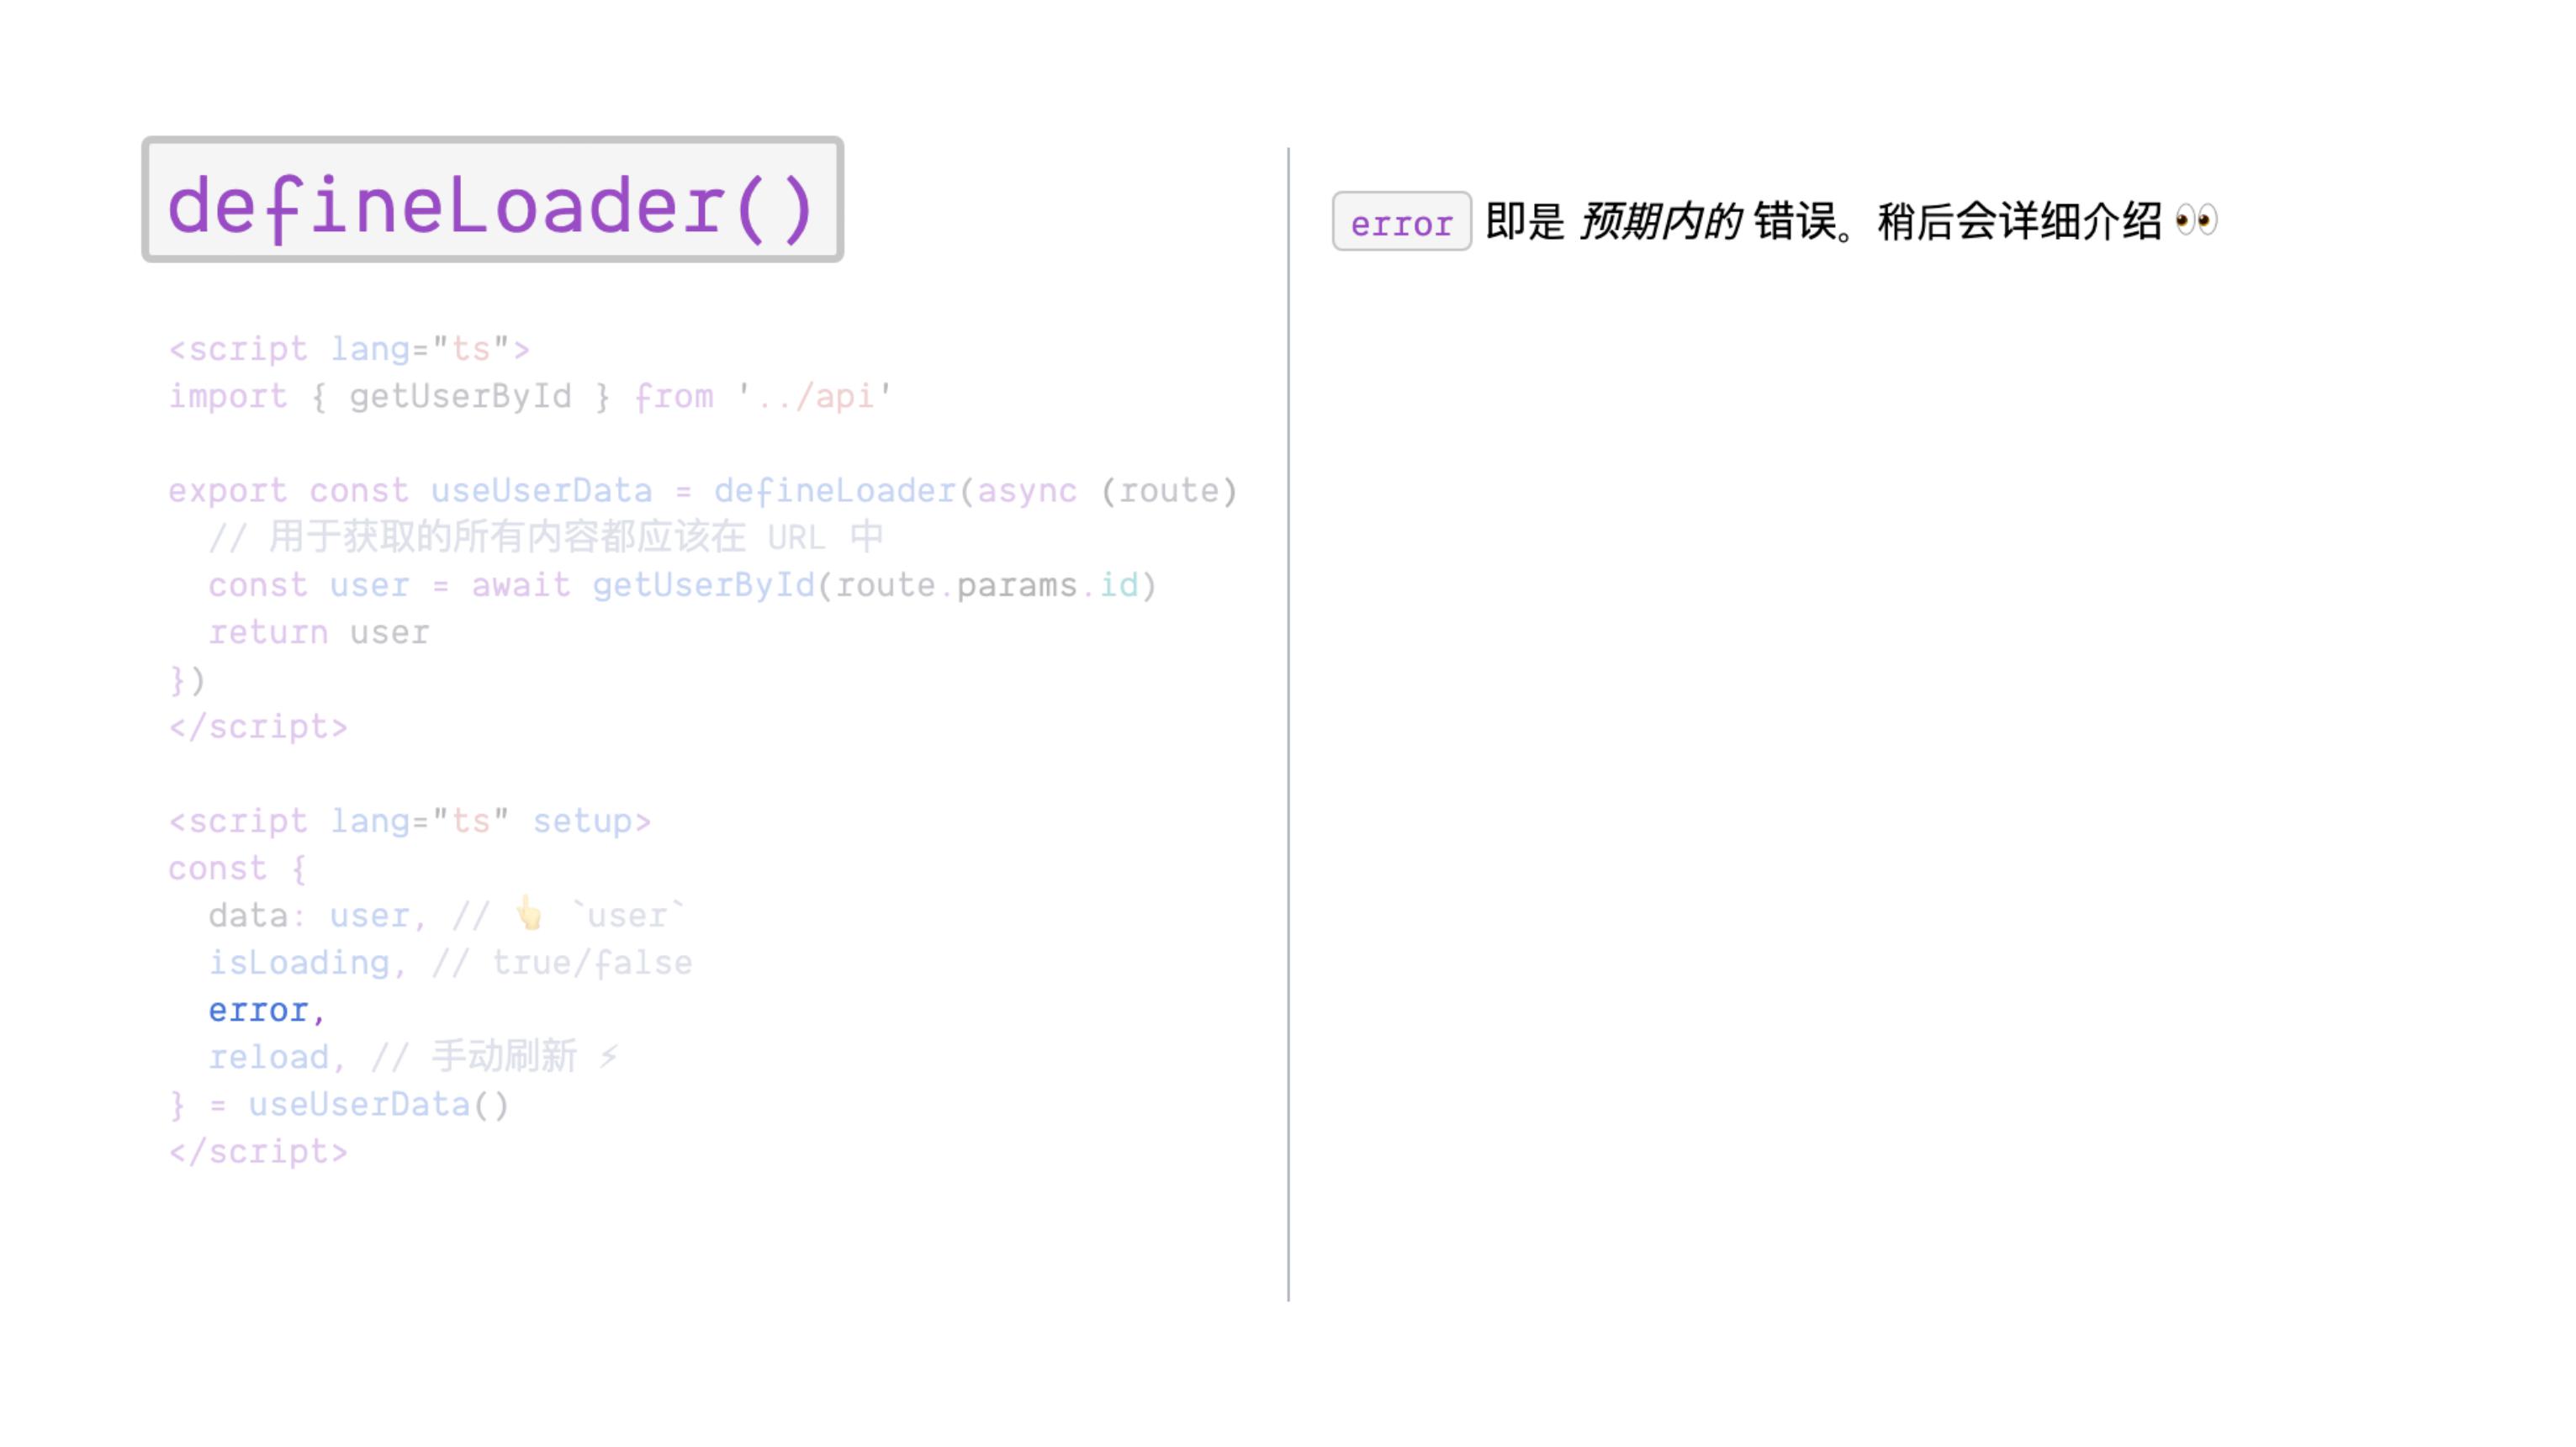 defineLoader()
<script lang="ts">
import { getUserById } from '../api'
export const useUserData = defineLoader(async (route)
// 用于获取的所有内容都应该在 URL 中
const user = await getUserById(route.params.id)
return user
})
</script>
<script lang="ts" setup>
const {
data: user, // 👆 `user`
isLoading, // true/false
error,
reload, // 手动刷新 ⚡
} = useUserData()
</script>
error 即是 预期内的 错误。稍后会详细介绍 👀